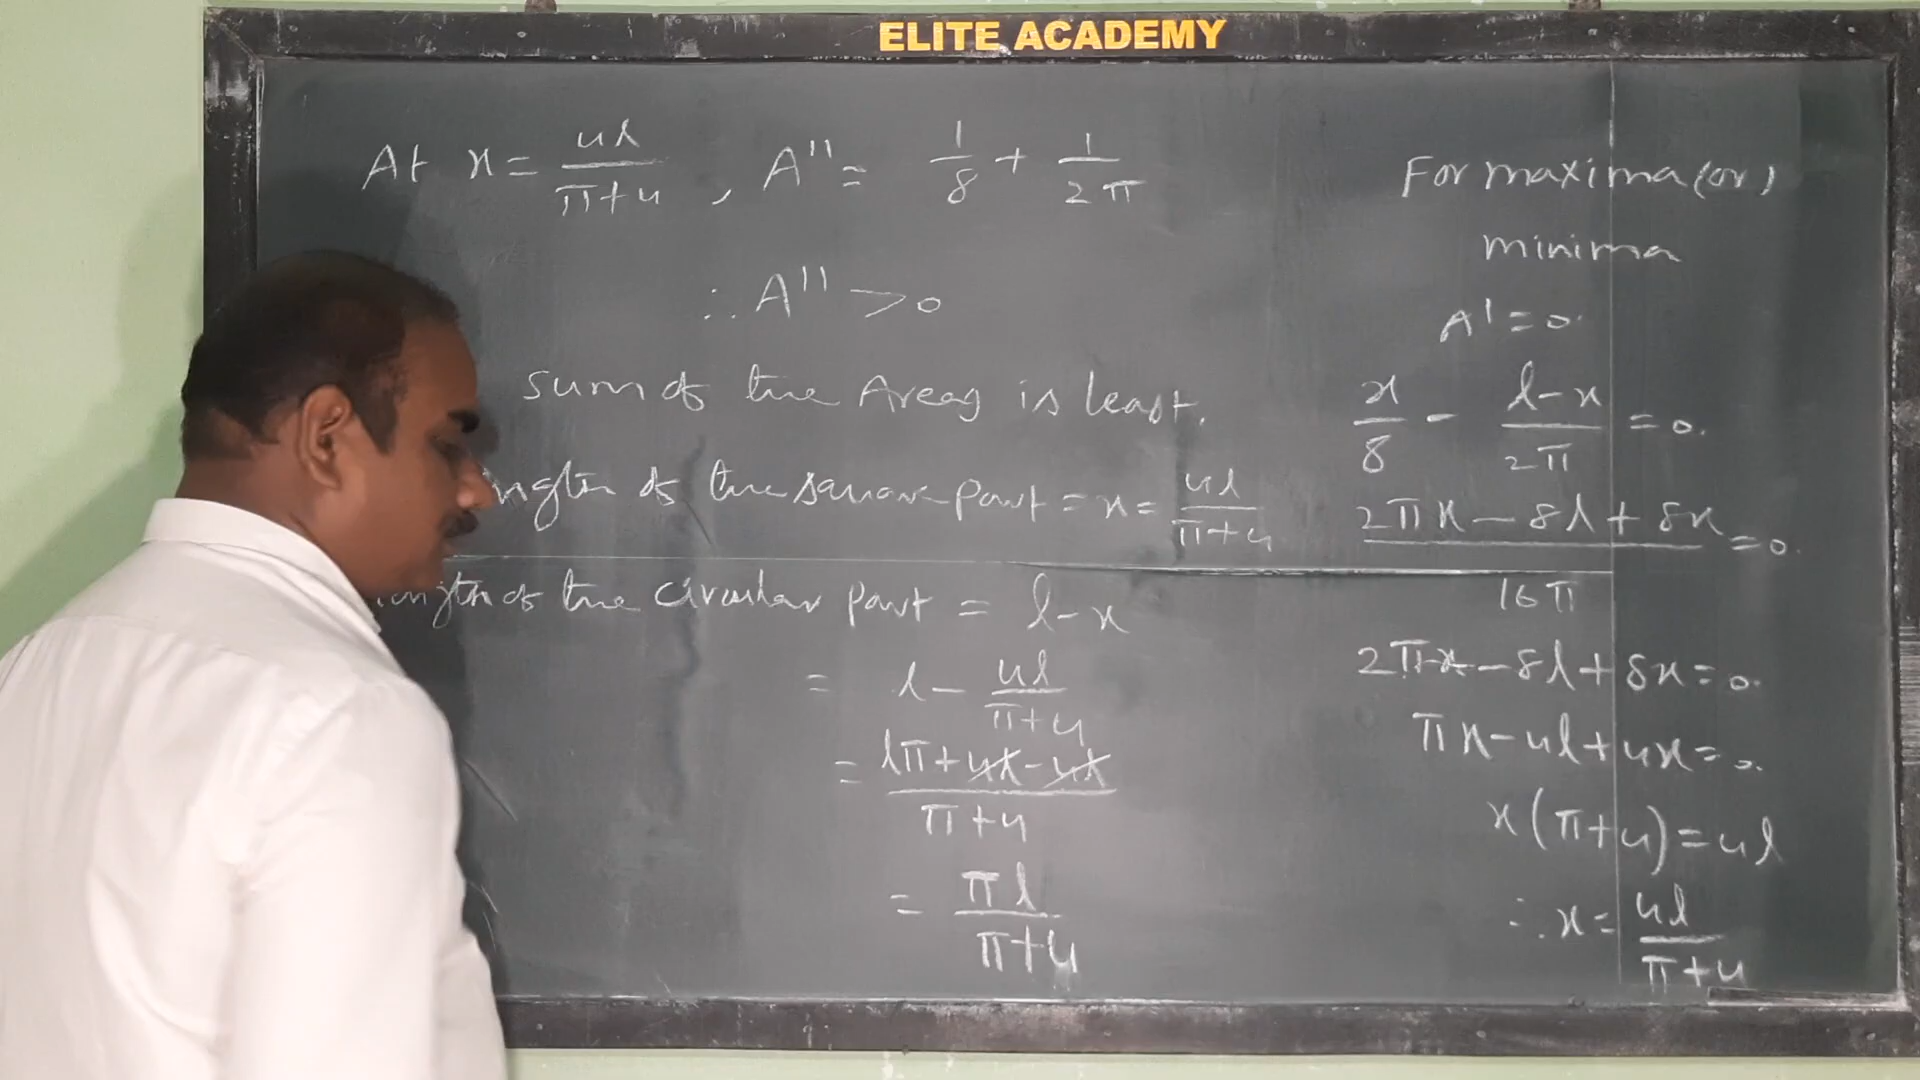 ELITE ACADEMY
At x = 4l/(π+4) , A'' = 1/8 + 1/2π
∴ A'' > 0
sum of the Areas is least.
length of the square part = x = 4l/(π+4)
length of the circular part = l-x
= l - 4l/(π+4)
= (lπ+4l-4l)/(π+4)
= πl/(π+4)
For maxima (or)
minima
A' = 0.
x/8 - (l-x)/2π = 0.
(2πx - 8l + 8x)/16π = 0.
2πx - 8l + 8x = 0.
πx - 4l + 4x = 0.
x(π+4) = 4l
∴ x = 4l/(π+4)